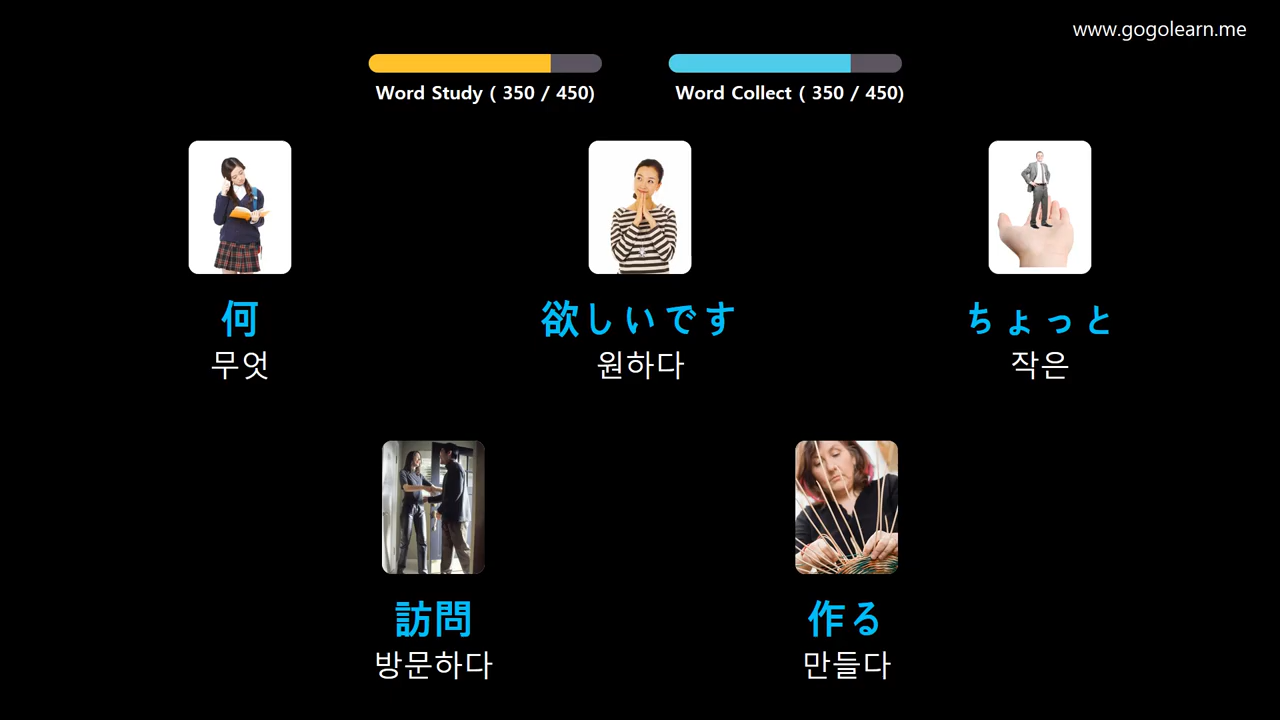 www.gogolearn.me
Word Study ( 350 / 450)
Word Collect ( 350 / 450)
何
무엇
欲しいです
원하다
ちょっと
작은
訪問
방문하다
作る
만들다